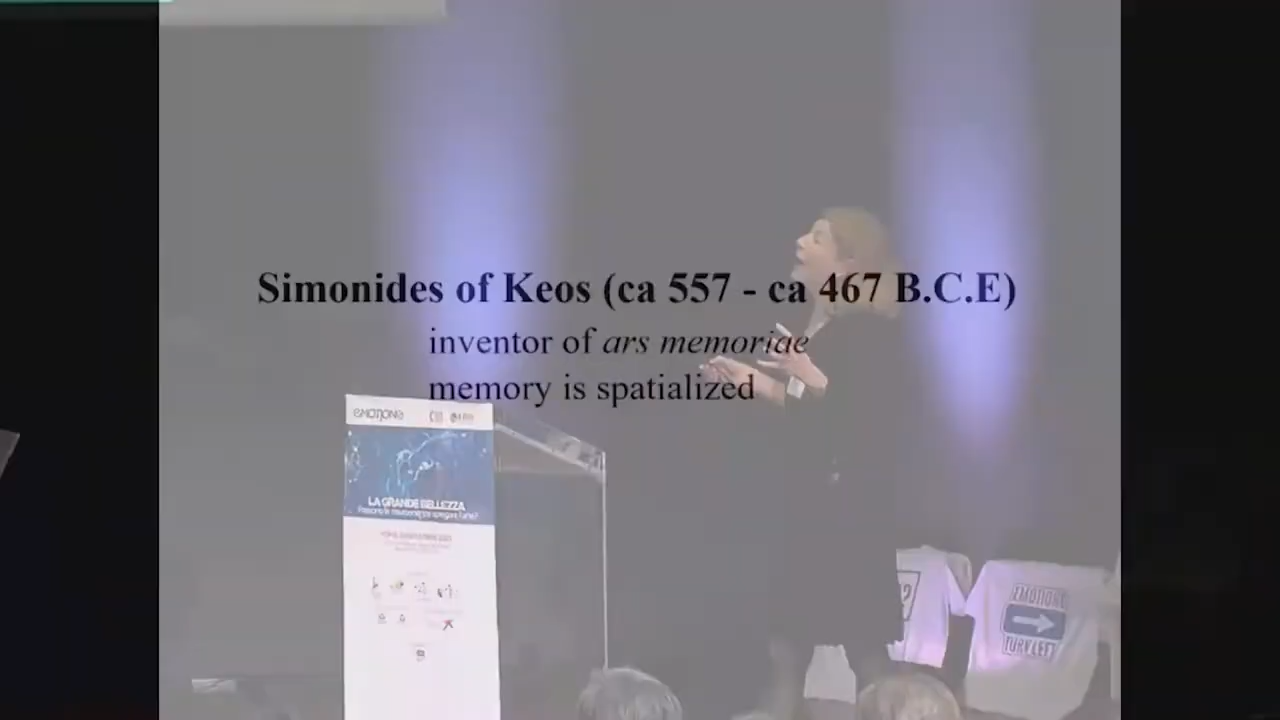 Simonides of Keos (ca 557 - ca 467 B.C.E)
inventor of ars memoriae
memory is spatialized
LA GRANDE BELLEZZA
EMOTIONE
TURN LEFT